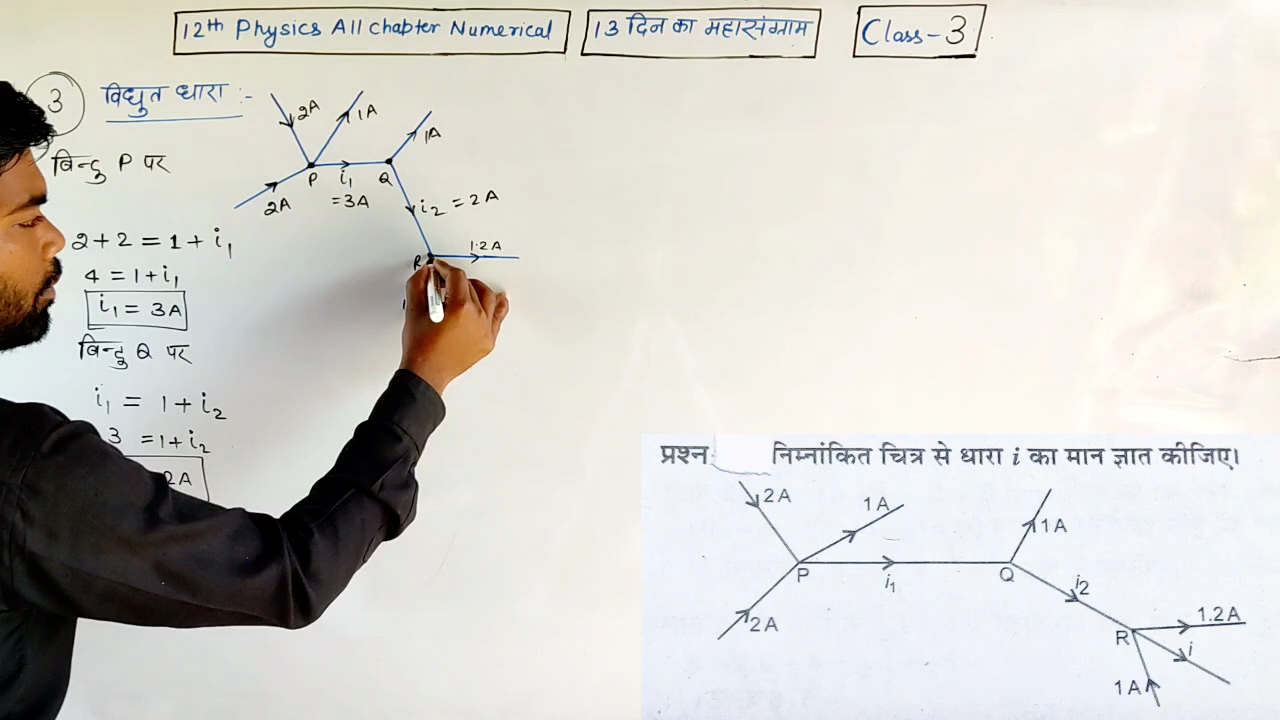 12th Physics All chapter Numerical
13 दिन का महासंग्राम
Class-3
3
विद्युत धारा :-
बिन्दु P पर
2+2 = 1+i₁
4 = 1+i₁
i₁ = 3A
बिन्दु Q पर
i₁ = 1+i₂
3 = 1+i₂
2A
2A
1A
1A
P
i₁
=3A
Q
2A
i₂ = 2A
1.2A
R
प्रश्न
निम्नांकित चित्र से धारा i का मान ज्ञात कीजिए।
2A
1A
1A
P
i₁
Q
i₂
2A
1.2A
R
i
1A